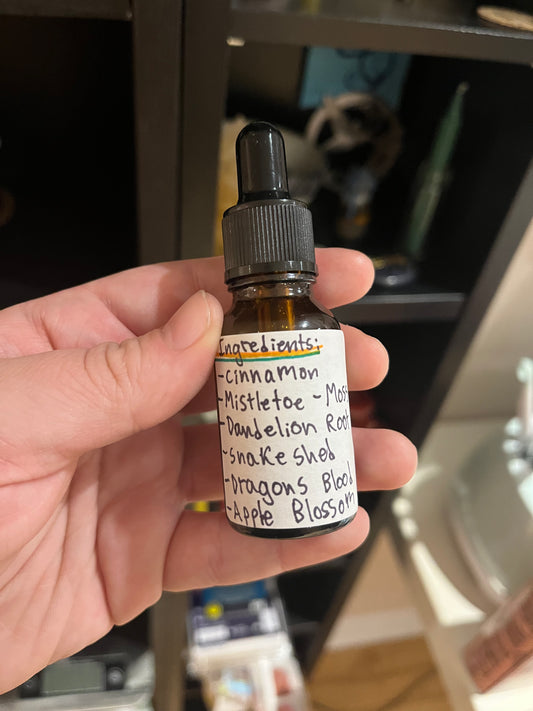 Ingredients:
-cinnamon
-Mistletoe - Moss
-Dandelion Root
-snake shed
-Dragons Blood
-Apple Blossom